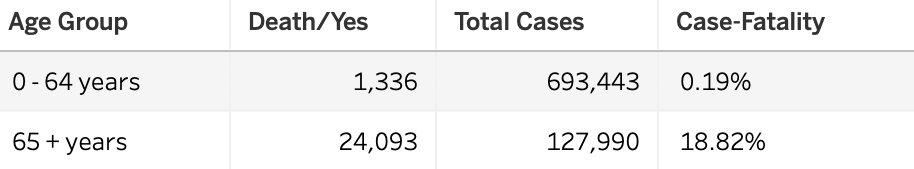 Age Group Death/Yes Total Cases Case-Fatality
0 - 64 years 1,336 693,443 0.19%
65 + years 24,093 127,990 18.82%